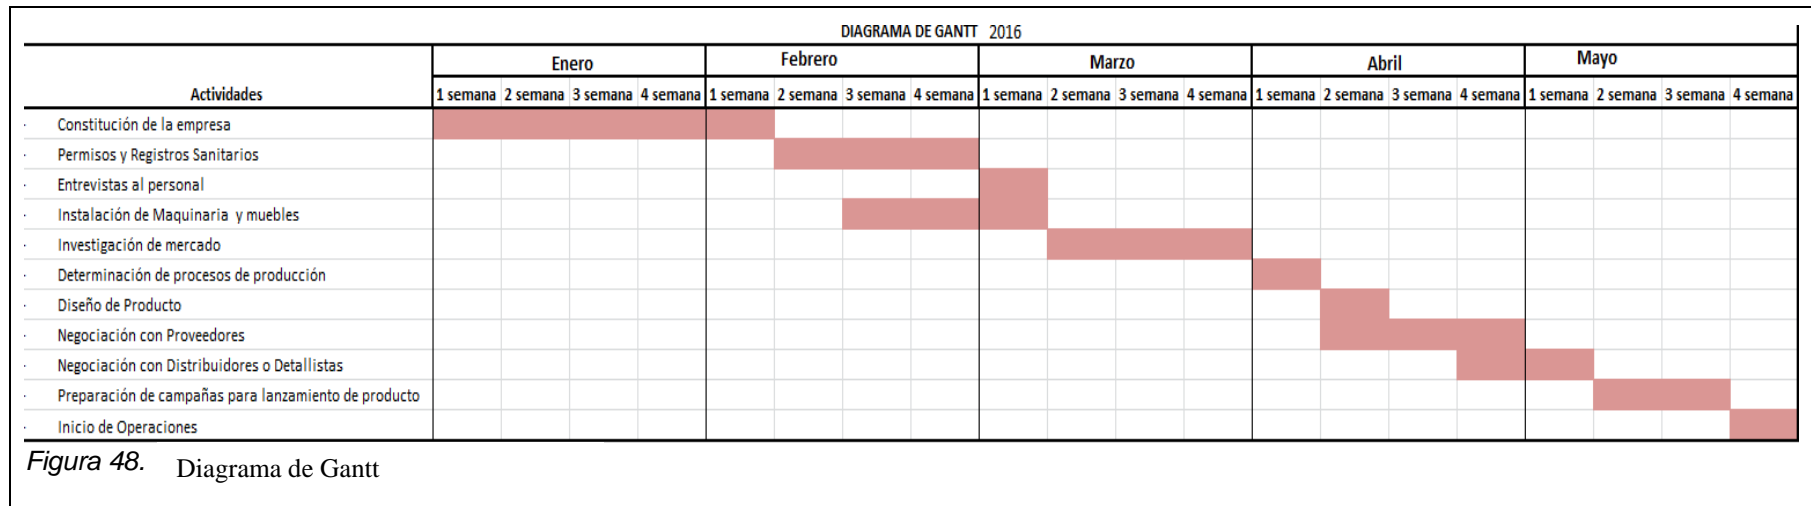 DIAGRAMA DE GANTT 2016
Enero Febrero Marzo Abril Mayo
Actividades 1 semana 2 semana 3 semana 4 semana 1 semana 2 semana 3 semana 4 semana 1 semana 2 semana 3 semana 4 semana 1 semana 2 semana 3 semana 4 semana 1 semana 2 semana 3 semana 4 semana
· Constitución de la empresa
· Permisos y Registros Sanitarios
· Entrevistas al personal
· Instalación de Maquinaria y muebles
· Investigación de mercado
· Determinación de procesos de producción
· Diseño de Producto
· Negociación con Proveedores
· Negociación con Distribuidores o Detallistas
· Preparación de campañas para lanzamiento de producto
· Inicio de Operaciones
Figura 48. Diagrama de Gantt